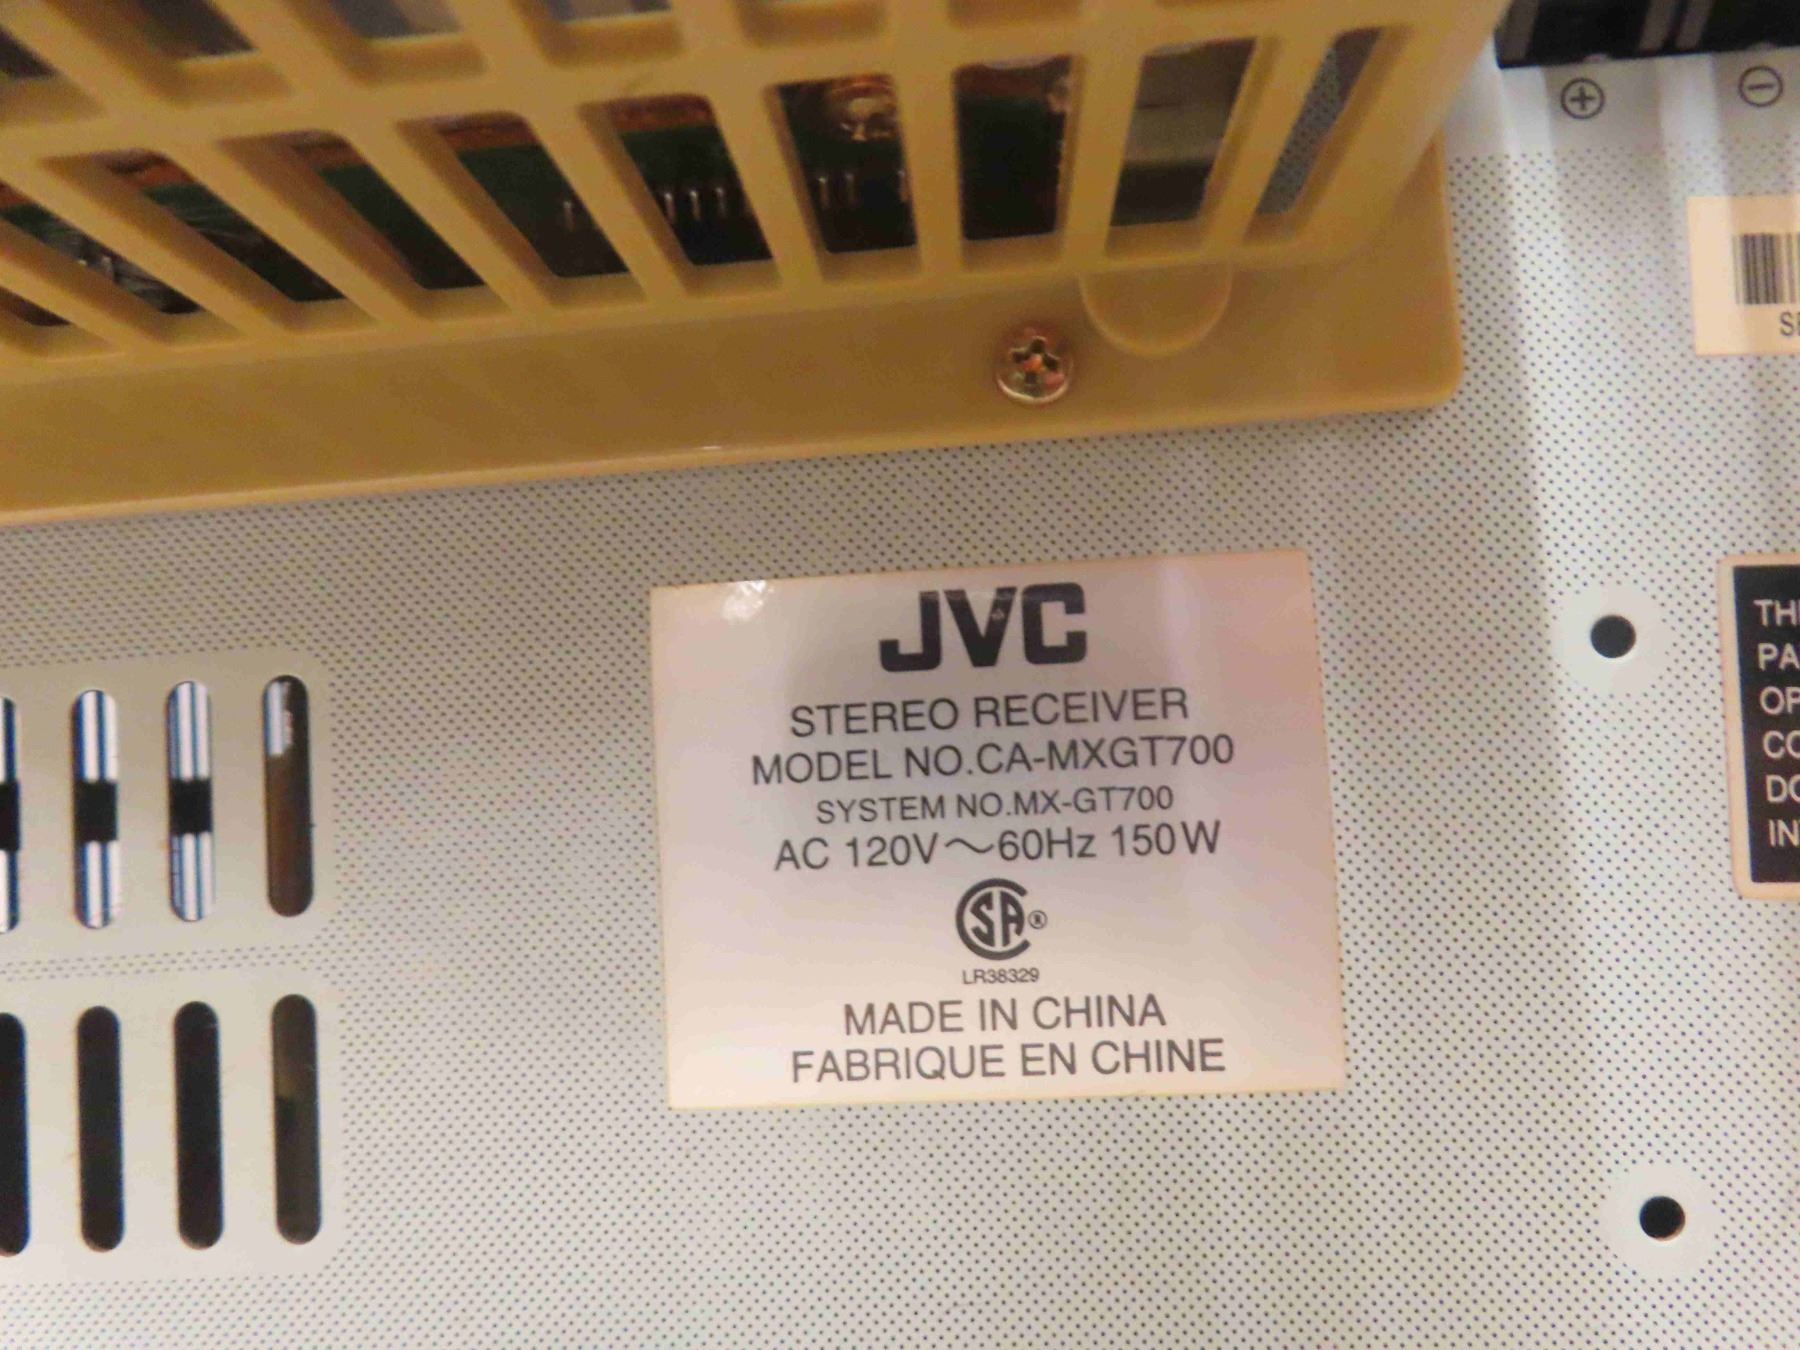 JVC
STEREO RECEIVER
MODEL NO.CA-MXGT700
SYSTEM NO.MX-GT700
AC 120V～60Hz 150W
CSA®
LR38329
MADE IN CHINA
FABRIQUE EN CHINE